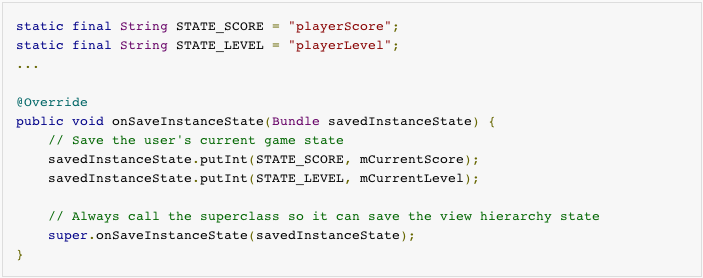 static final String STATE_SCORE = "playerScore";
static final String STATE_LEVEL = "playerLevel";
...
@Override
public void onSaveInstanceState(Bundle savedInstanceState) {
    // Save the user's current game state
    savedInstanceState.putInt(STATE_SCORE, mCurrentScore);
    savedInstanceState.putInt(STATE_LEVEL, mCurrentLevel);
    // Always call the superclass so it can save the view hierarchy state
    super.onSaveInstanceState(savedInstanceState);
}